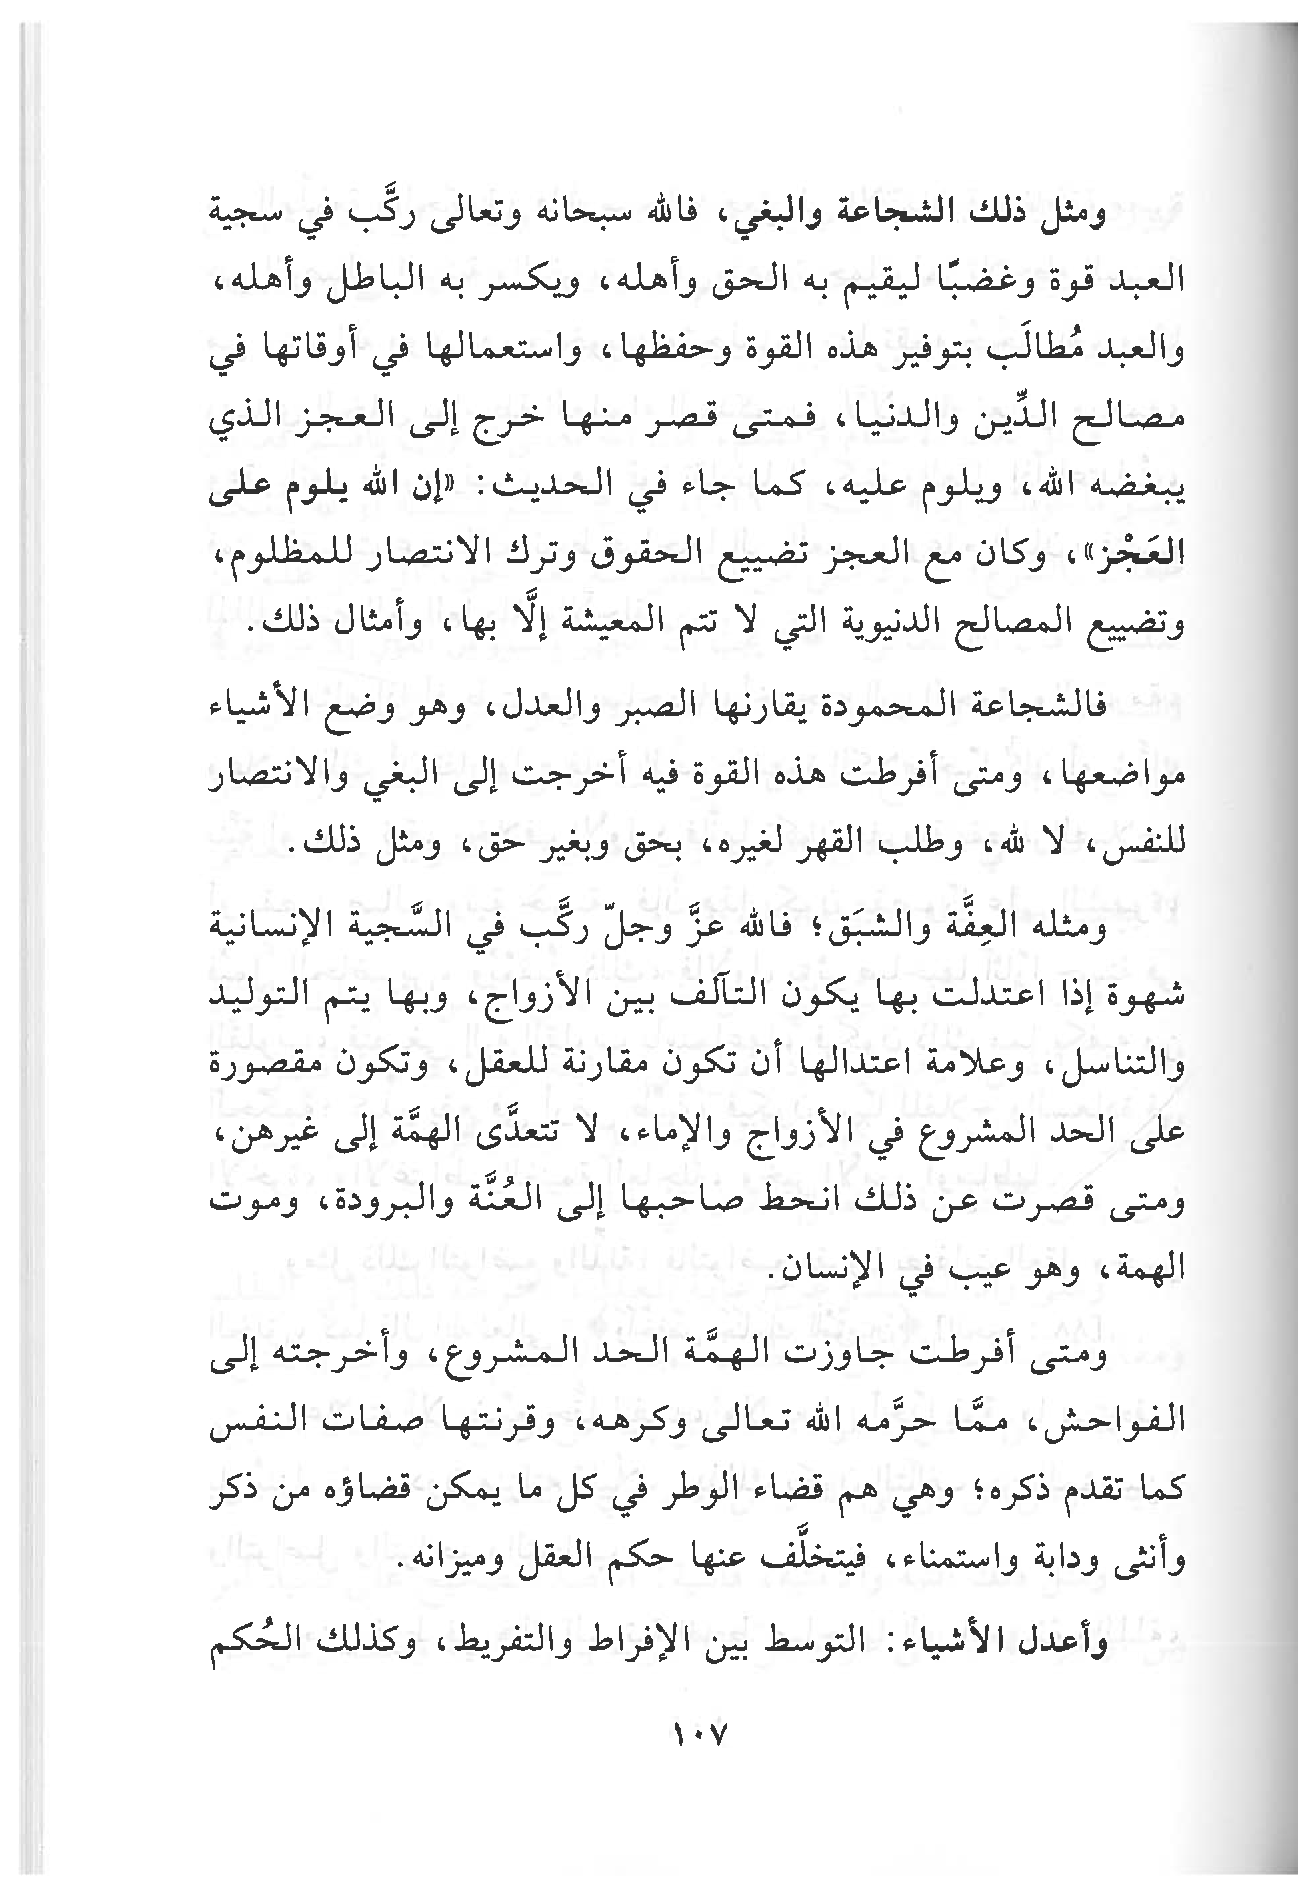 ومثل ذلك الشجاعة والبغي، فالله سبحانه وتعالى ركَّب في سجية
العبد قوة وغضبًا ليقيم به الحق وأهله، ويكسر به الباطل وأهله،
والعبد مُطالَب بتوفير هذه القوة وحفظها، واستعمالها في أوقاتها في
مصالح الدِّين والدنيا، فمتى قصر منها خرج إلى العجز الذي
يبغضه الله، ويلوم عليه، كما جاء في الحديث: «إن الله يلوم على
العَجْز»، وكان مع العجز تضييع الحقوق وترك الانتصار للمظلوم،
وتضييع المصالح الدنيوية التي لا تتم المعيشة إلَّا بها، وأمثال ذلك.
فالشجاعة المحمودة يقارنها الصبر والعدل، وهو وضع الأشياء
مواضعها، ومتى أفرطت هذه القوة فيه أخرجت إلى البغي والانتصار
للنفس، لا لله، وطلب القهر لغيره، بحق وبغير حق، ومثل ذلك.
ومثله العِفَّة والشبَق؛ فالله عزَّ وجلّ ركَّب في السَّجية الإنسانية
شهوة إذا اعتدلت بها يكون التآلف بين الأزواج، وبها يتم التوليد
والتناسل، وعلامة اعتدالها أن تكون مقارنة للعقل، وتكون مقصورة
على الحد المشروع في الأزواج والإماء، لا تتعدَّى الهمَّة إلى غيرهن،
ومتى قصرت عن ذلك انحط صاحبها إلى العُنَّة والبرودة، وموت
الهمة، وهو عيب في الإنسان.
ومتى أفرطت جاوزت الهمَّة الحد المشروع، وأخرجته إلى
الفواحش، ممَّا حرَّمه الله تعالى وكرهه، وقرنتها صفات النفس
كما تقدم ذكره؛ وهي هم قضاء الوطر في كل ما يمكن قضاؤه من ذكر
وأنثى ودابة واستمناء، فيتخلَّف عنها حكم العقل وميزانه.
وأعدل الأشياء: التوسط بين الإفراط والتفريط، وكذلك الحُكم
١٠٧